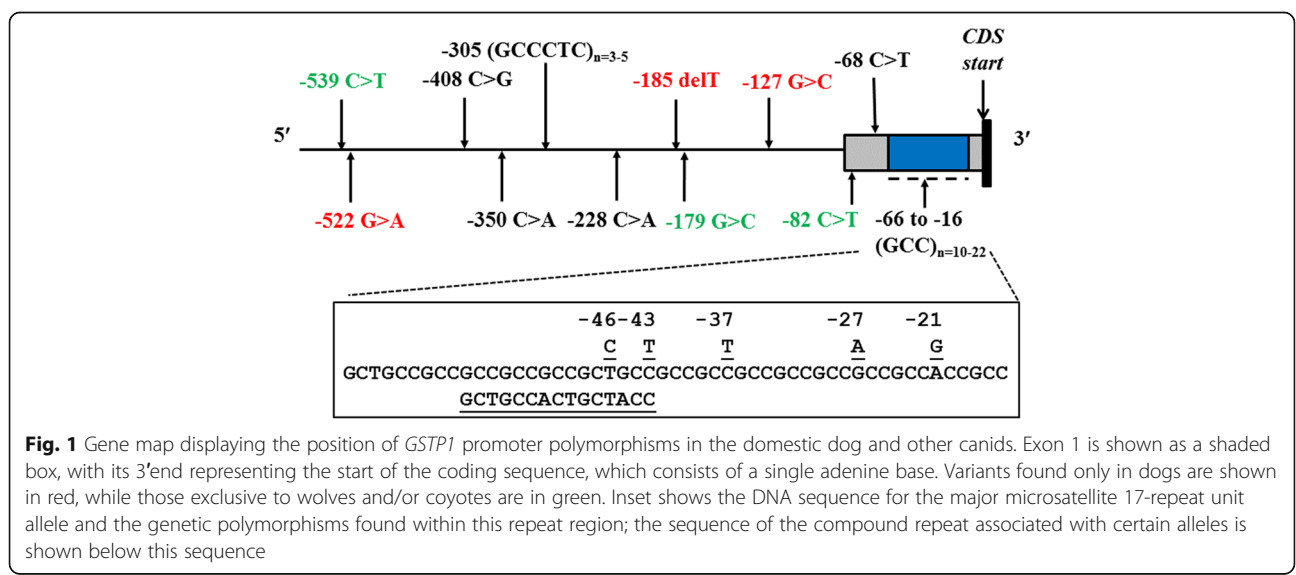 CDS
start
-305 (GCCCTC)n=3-5
-68 C>T
-539 C>T -408 C>G -185 delT -127 G>C
5′ 3′
-522 G>A -350 C>A -228 C>A -179 G>C -82 C>T -66 to -16
(GCC)n=10-22
-46-43 -37 -27 -21
C T T A G
GCTGCCGCCGCCGCCGCCGCTGCCGCCGCCGCCGCCGCCGCCGCCACCGCC
GCTGCCACTGCTACC
Fig. 1 Gene map displaying the position of GSTP1 promoter polymorphisms in the domestic dog and other canids. Exon 1 is shown as a shaded
box, with its 3′end representing the start of the coding sequence, which consists of a single adenine base. Variants found only in dogs are shown
in red, while those exclusive to wolves and/or coyotes are in green. Inset shows the DNA sequence for the major microsatellite 17-repeat unit
allele and the genetic polymorphisms found within this repeat region; the sequence of the compound repeat associated with certain alleles is
shown below this sequence